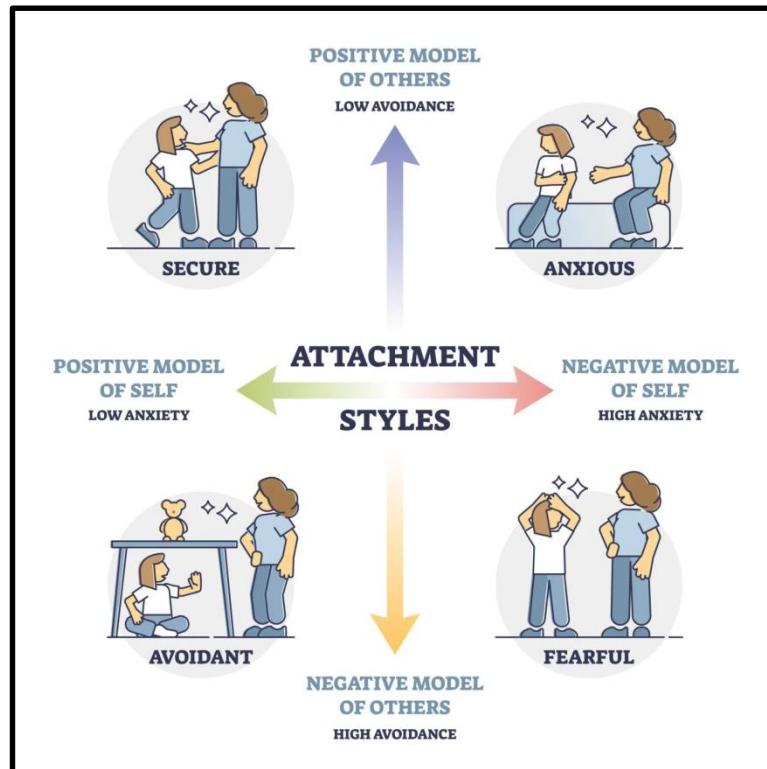 POSITIVE MODEL
OF OTHERS
LOW AVOIDANCE
SECURE
ANXIOUS
ATTACHMENT
STYLES
POSITIVE MODEL
OF SELF
LOW ANXIETY
NEGATIVE MODEL
OF SELF
HIGH ANXIETY
AVOIDANT
FEARFUL
NEGATIVE MODEL
OF OTHERS
HIGH AVOIDANCE